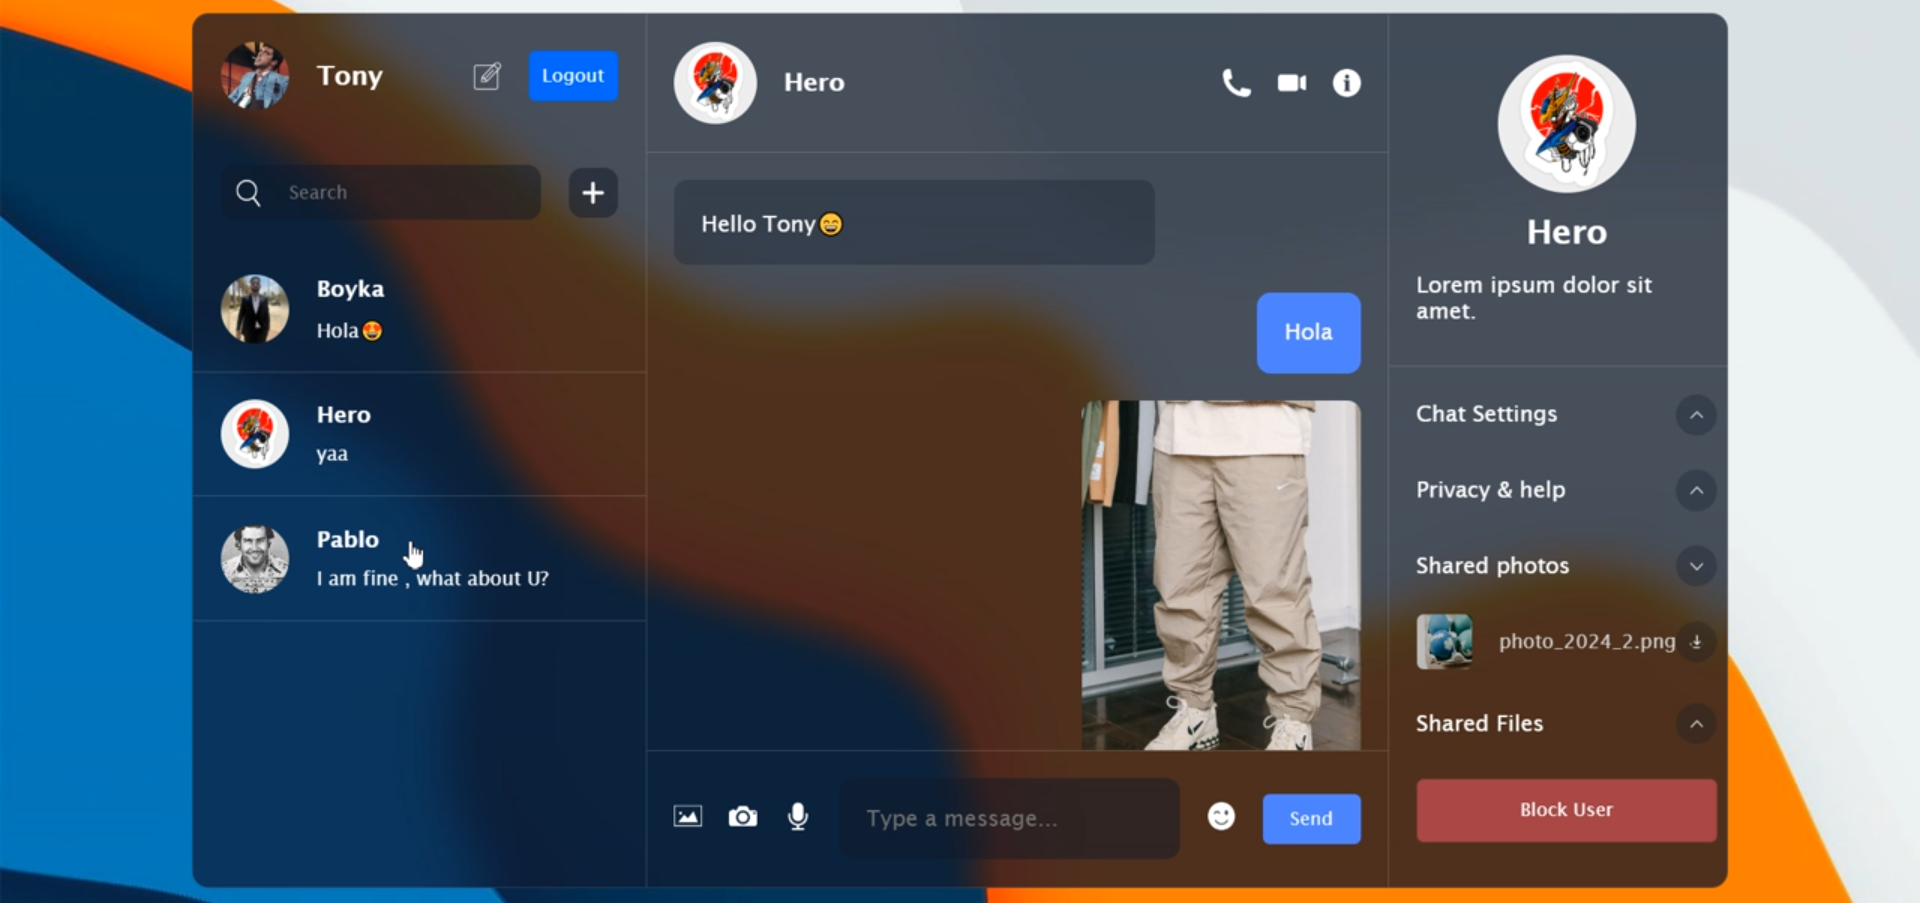 Tony
Logout
Search
Boyka
Hola🤩
Hero
yaa
Pablo
I am fine , what about U?
Hero
Hello Tony😄
Hola
Type a message...
Send
Hero
Lorem ipsum dolor sit
amet.
Chat Settings
Privacy & help
Shared photos
photo_2024_2.png
Shared Files
Block User